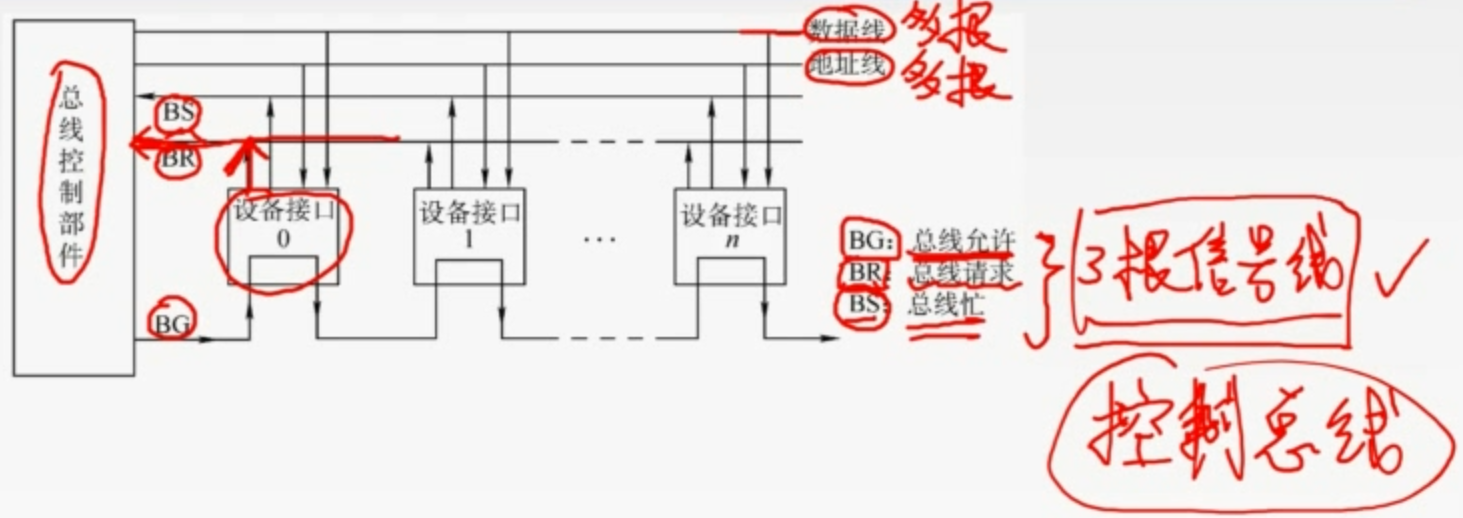 数据线 多根
地址线 多根
总线控制部件
BS
BR
设备接口 0
设备接口 1
...
设备接口 n
BG
BG：总线允许
BR：总线请求
BS：总线忙
3根信号线 ✓
控制总线